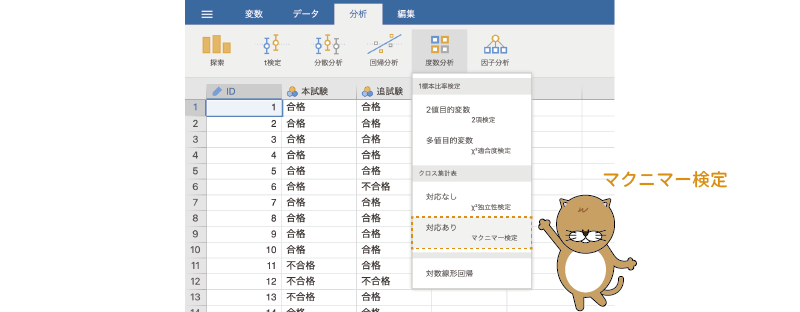 変数 データ 分析 編集
探索 t検定 分散分析 回帰分析 度数分析 因子分析
ID 本試験 追試験
1 1 合格 合格
2 2 合格 合格
3 3 合格 合格
4 4 合格 合格
5 5 合格 合格
6 6 合格 不合格
7 7 合格 合格
8 8 合格 合格
9 9 合格 合格
10 10 合格 合格
11 11 不合格 合格
12 12 不合格 不合格
13 13 不合格 合格
14 14 合格 合格
1標本比率検定
2値目的変数
2項検定
多値目的変数
χ²適合度検定
クロス集計表
対応なし
χ²独立性検定
対応あり
マクニマー検定
対数線形回帰
マクニマー検定